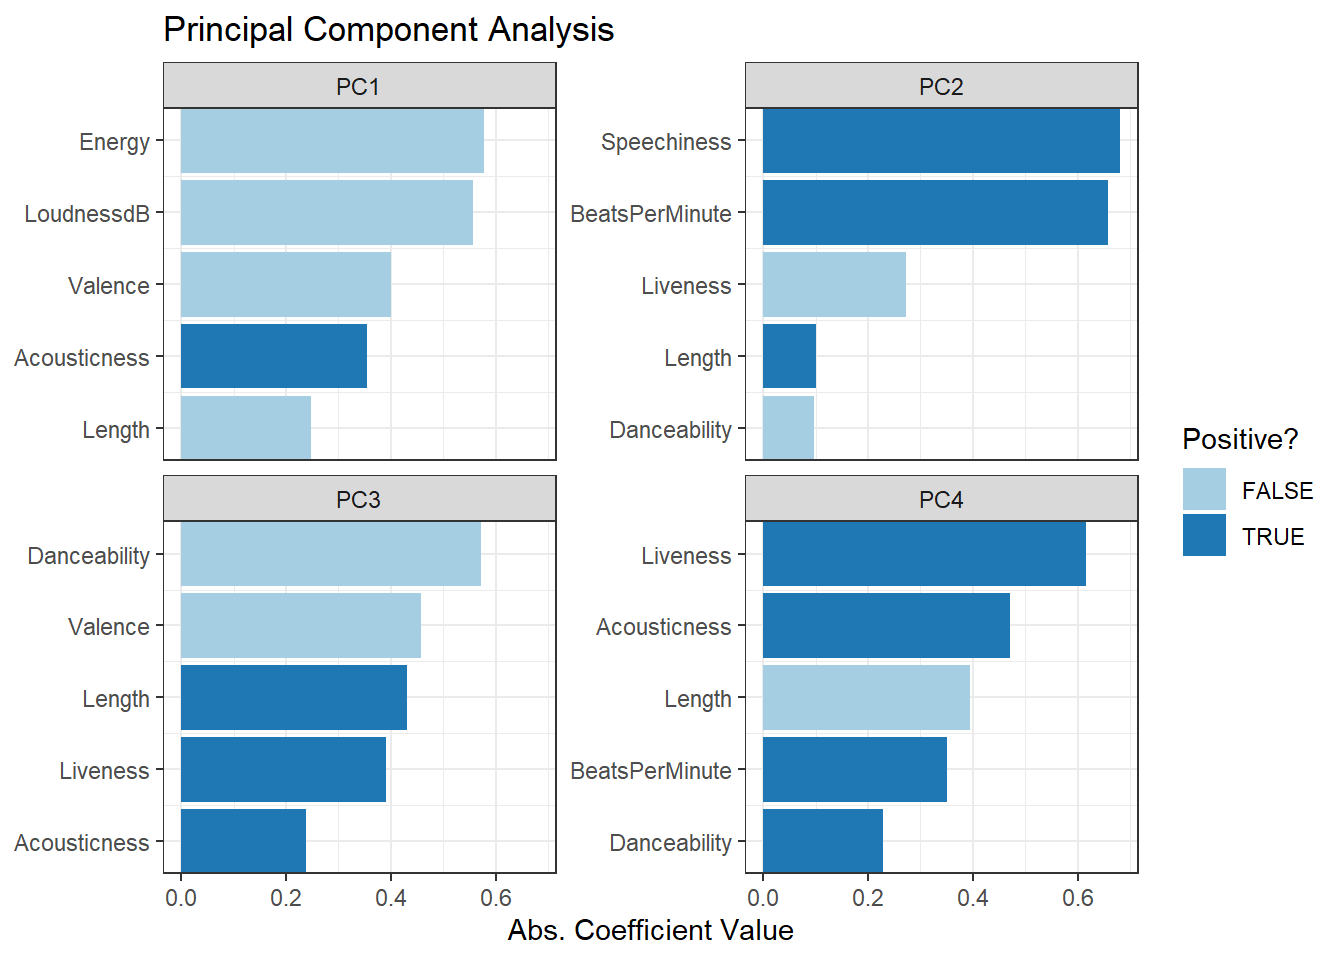 Principal Component Analysis
PC1
Energy
LoudnessdB
Valence
Acousticness
Length
PC2
Speechiness
BeatsPerMinute
Liveness
Length
Danceability
PC3
Danceability
Valence
Length
Liveness
Acousticness
0.0 0.2 0.4 0.6
PC4
Liveness
Acousticness
Length
BeatsPerMinute
Danceability
0.0 0.2 0.4 0.6
Abs. Coefficient Value
Positive?
FALSE
TRUE